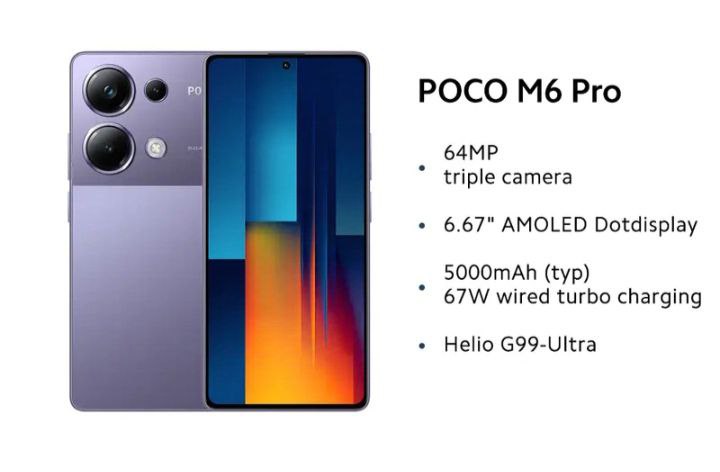 PO
POCO M6 Pro
• 64MP
triple camera
• 6.67" AMOLED Dotdisplay
• 5000mAh (typ)
67W wired turbo charging
• Helio G99-Ultra